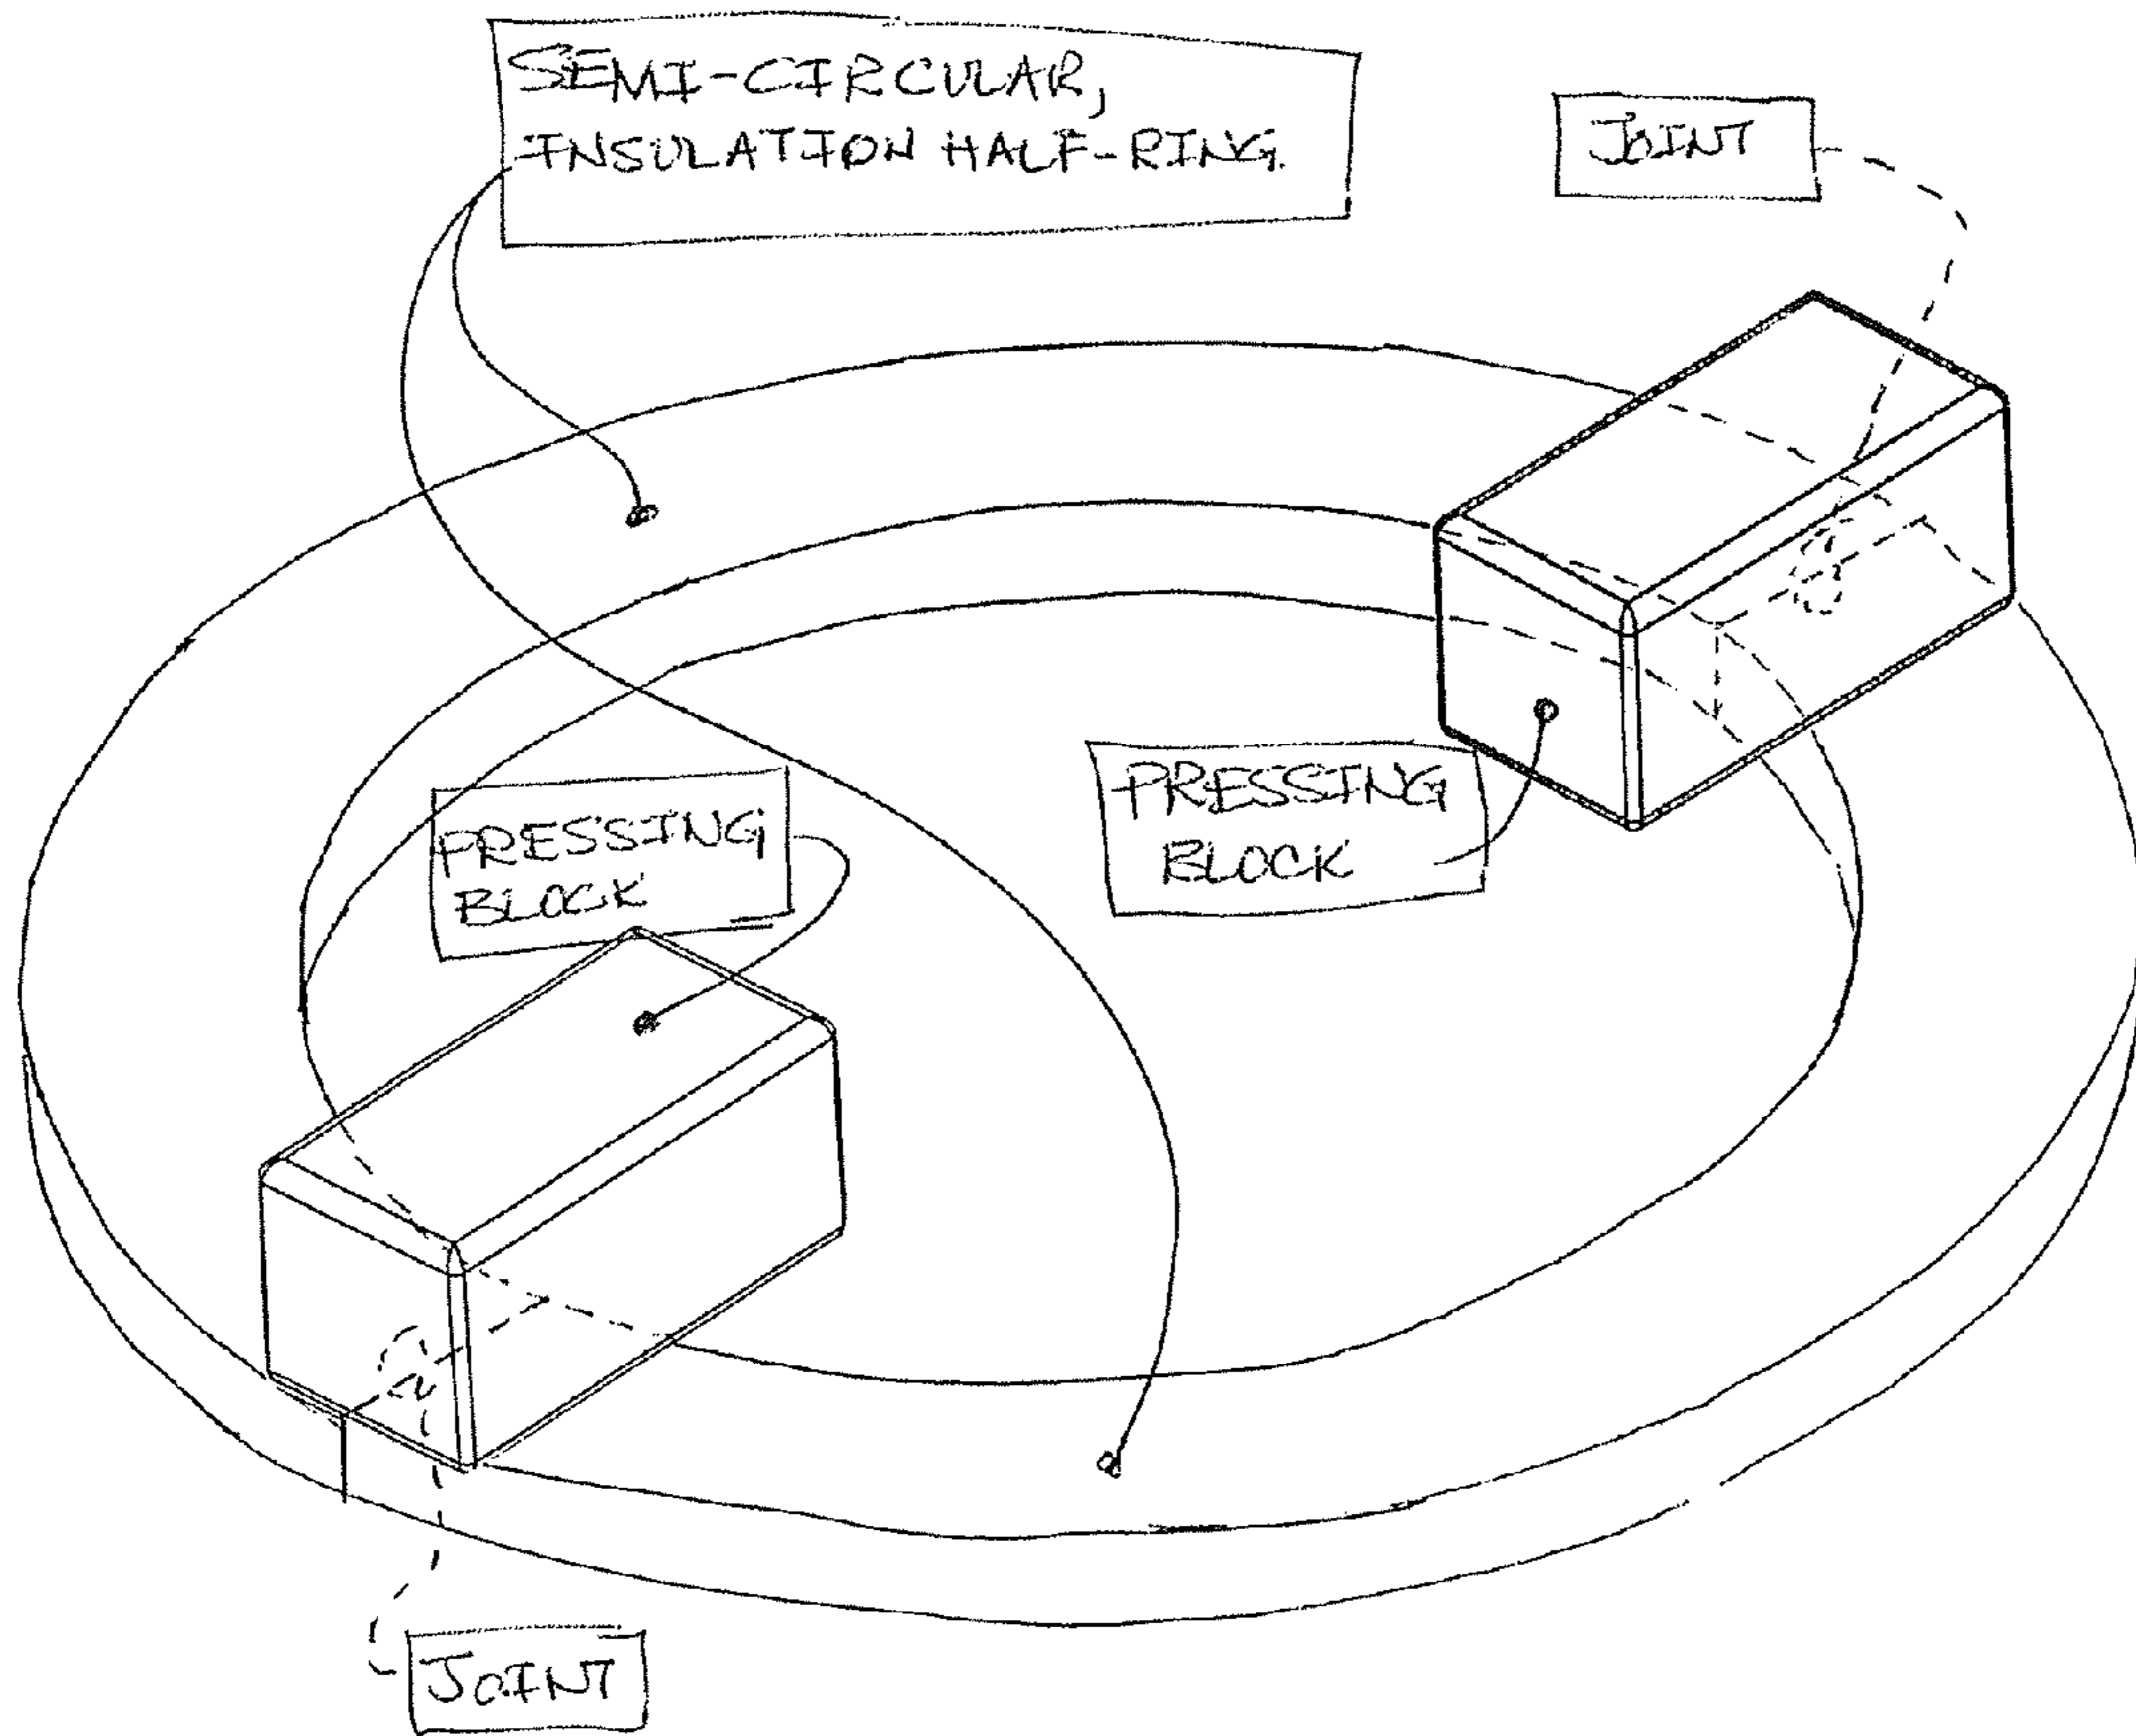 SEMI-CIRCULAR,
INSULATION HALF-RING.
JOINT
PRESSING
BLOCK
PRESSING
BLOCK
JOINT